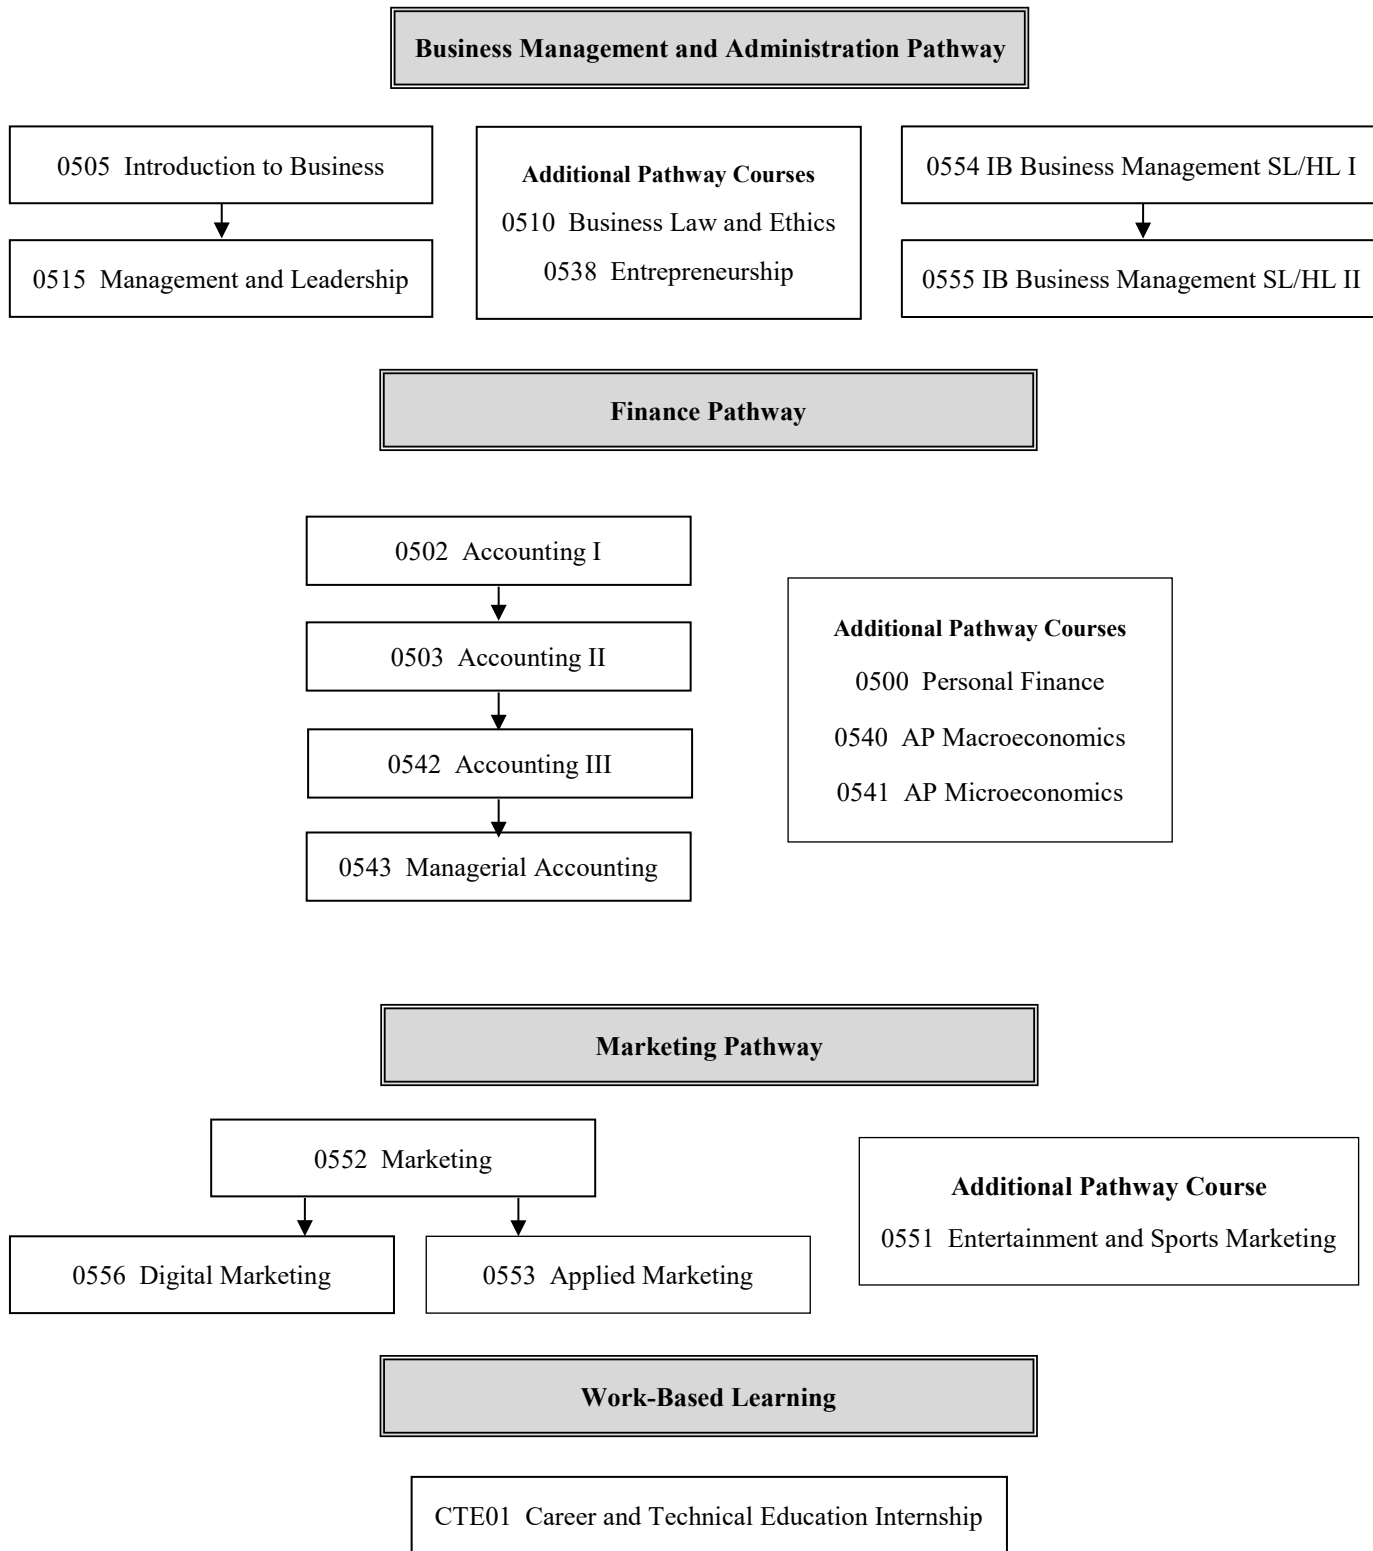 Business Management and Administration Pathway
0505 Introduction to Business
0515 Management and Leadership
Additional Pathway Courses
0510 Business Law and Ethics
0538 Entrepreneurship
0554 IB Business Management SL/HL I
0555 IB Business Management SL/HL II
Finance Pathway
0502 Accounting I
0503 Accounting II
0542 Accounting III
0543 Managerial Accounting
Additional Pathway Courses
0500 Personal Finance
0540 AP Macroeconomics
0541 AP Microeconomics
Marketing Pathway
0552 Marketing
0556 Digital Marketing
0553 Applied Marketing
Additional Pathway Course
0551 Entertainment and Sports Marketing
Work-Based Learning
CTE01 Career and Technical Education Internship